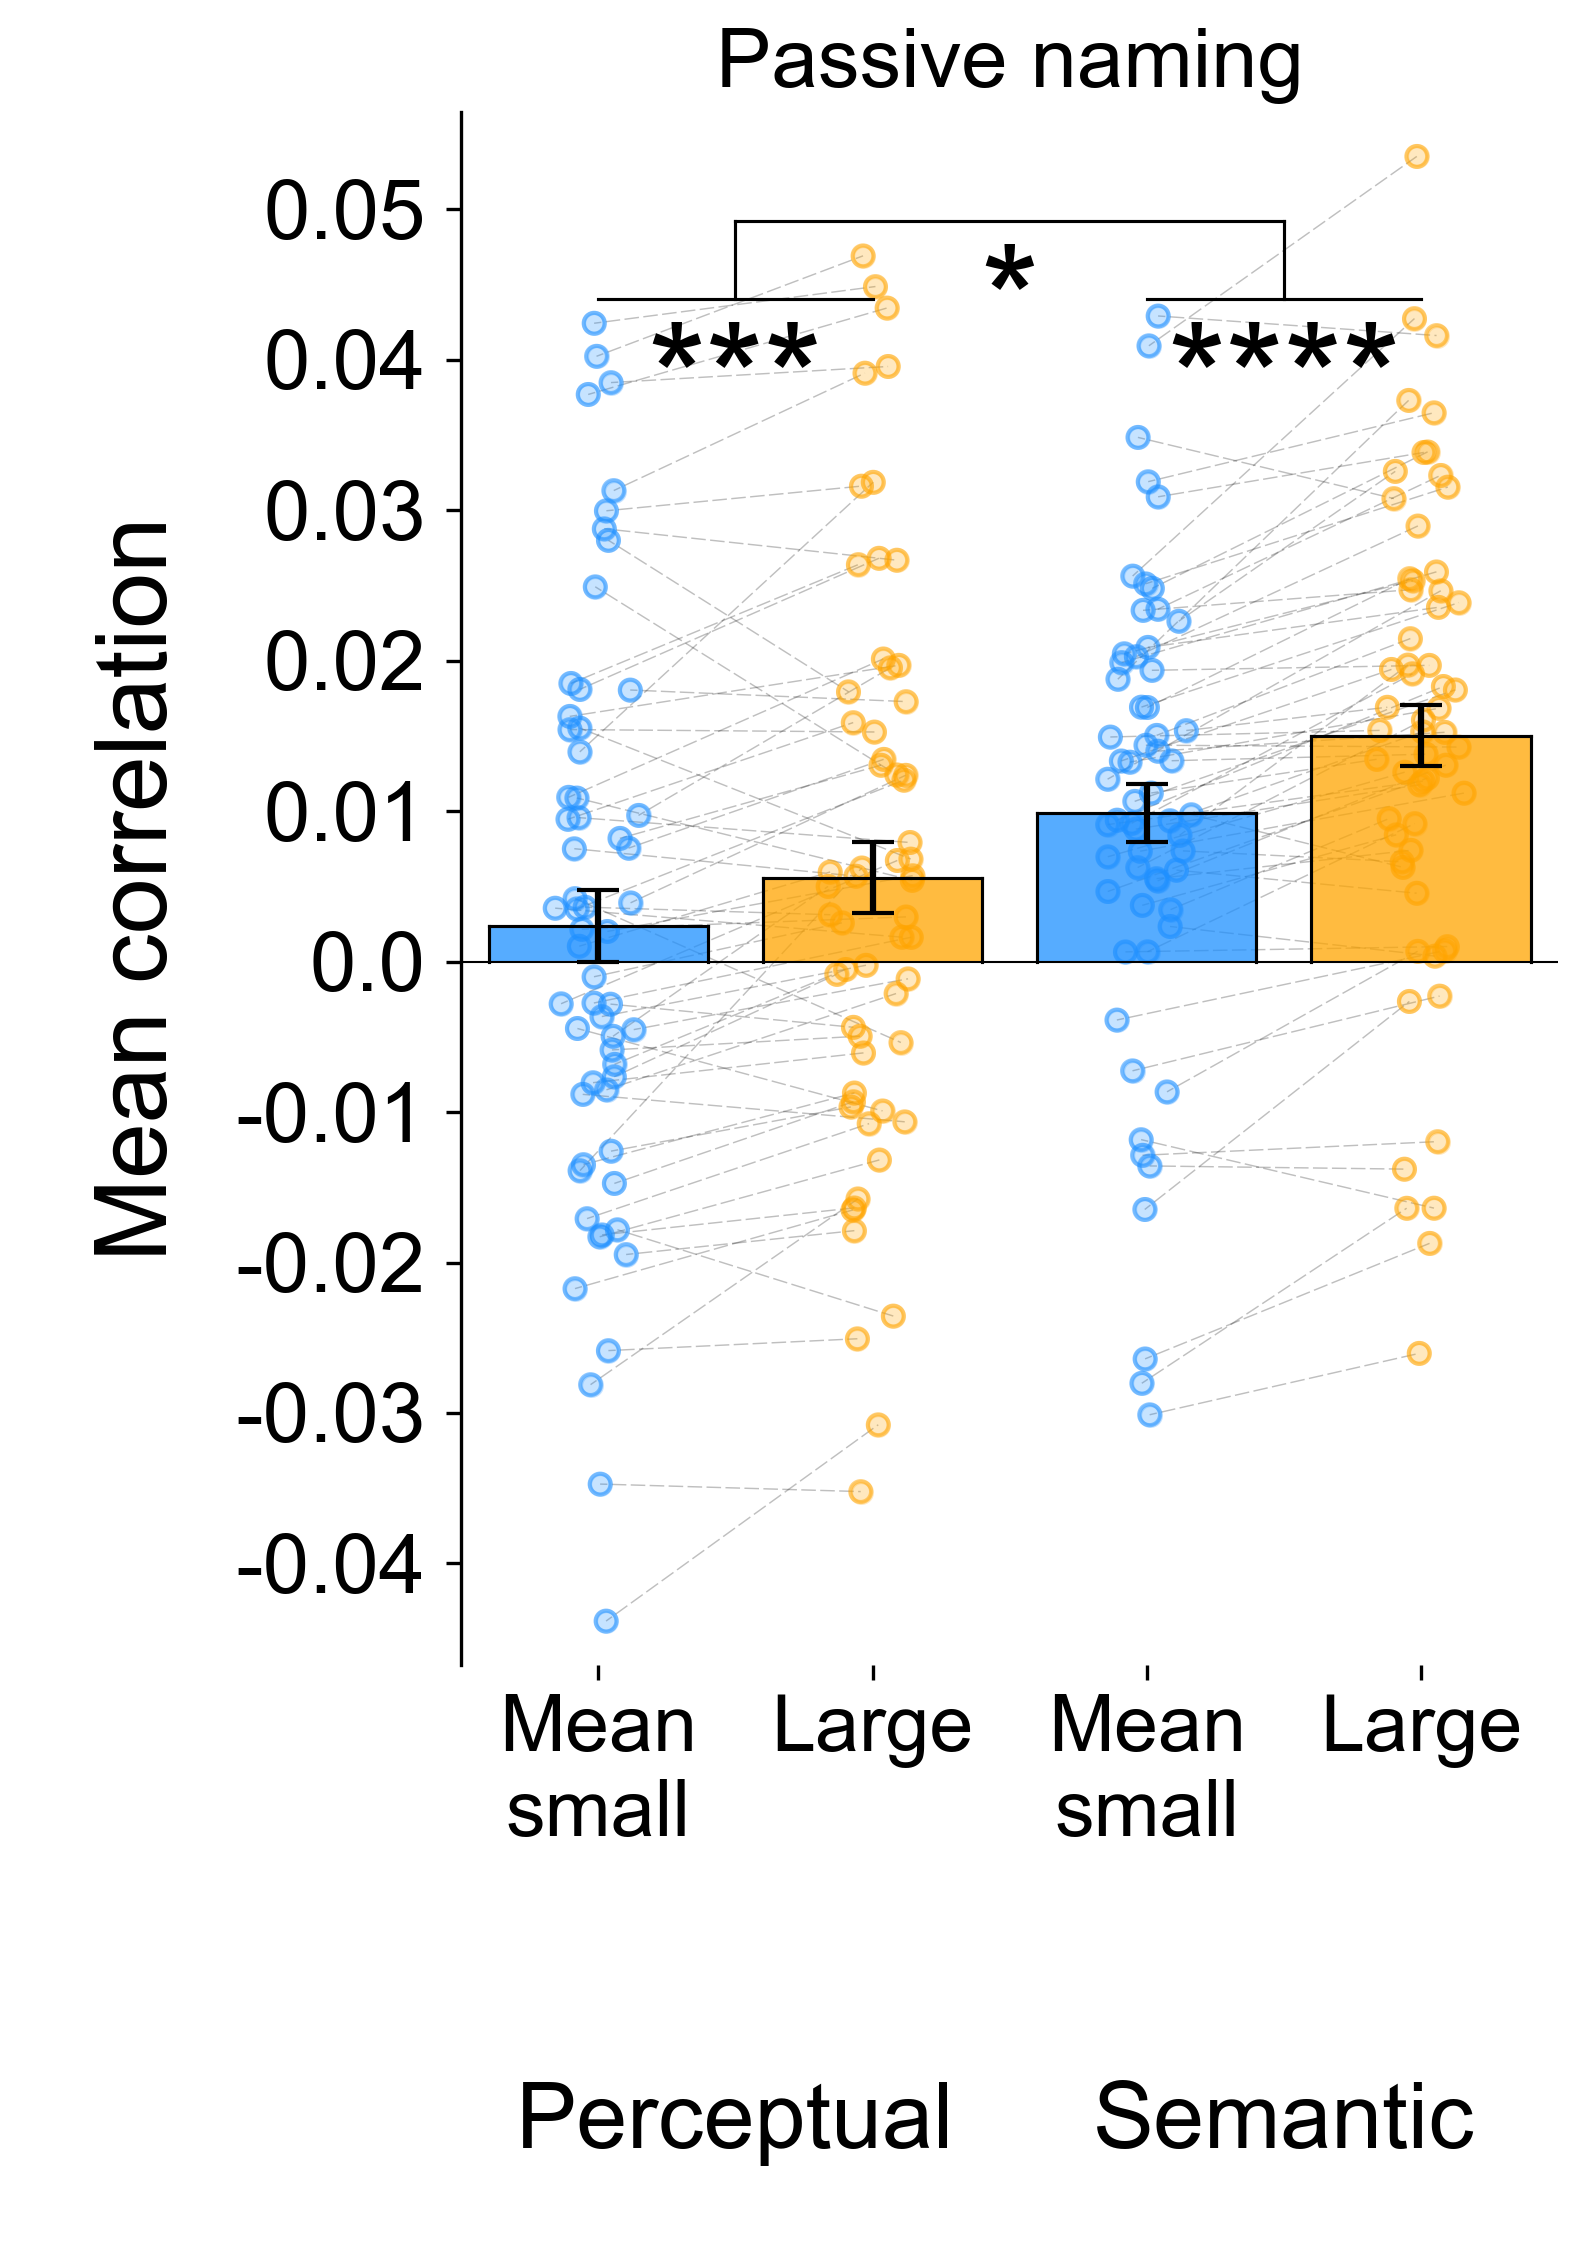 Passive naming
Mean correlation
0.05
0.04
0.03
0.02
0.01
0.0
-0.01
-0.02
-0.03
-0.04
*
***
****
Mean small
Large
Mean small
Large
Perceptual
Semantic